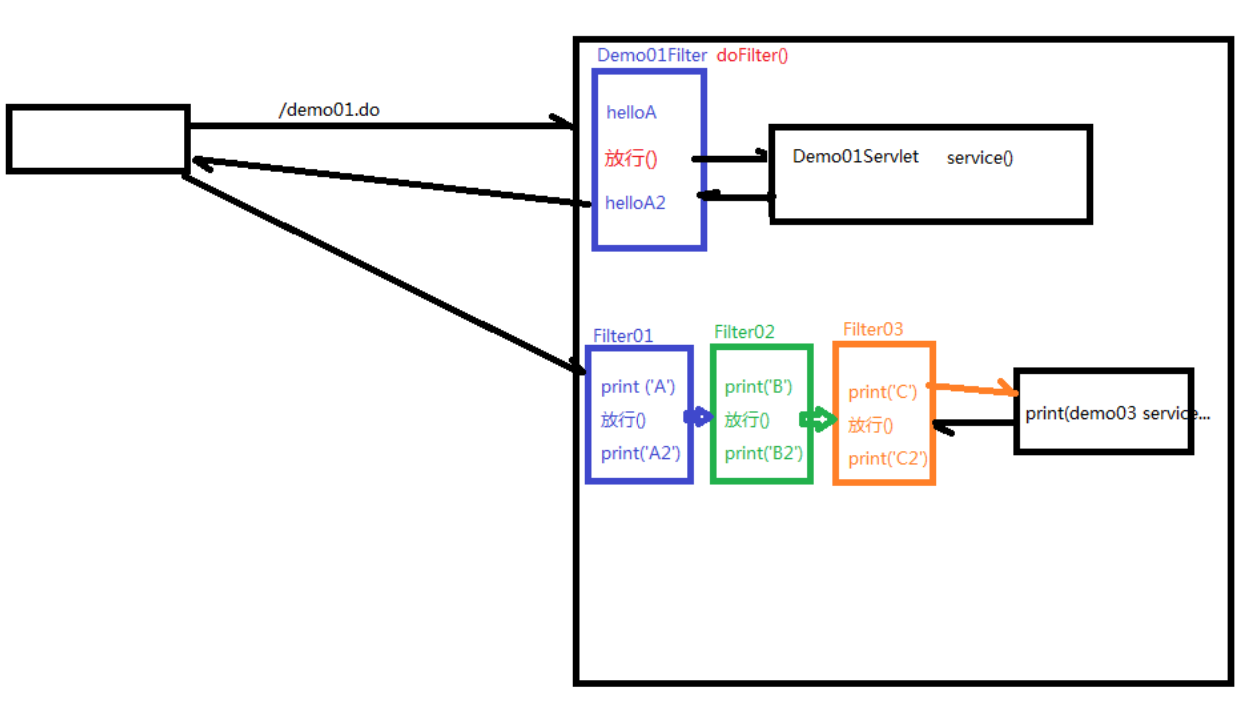 Demo01Filter doFilter()
/demo01.do
helloA
放行()
helloA2
Demo01Servlet service()
Filter01
print ('A')
放行()
print('A2')
Filter02
print('B')
放行()
print('B2')
Filter03
print('C')
放行()
print('C2')
print(demo03 service...